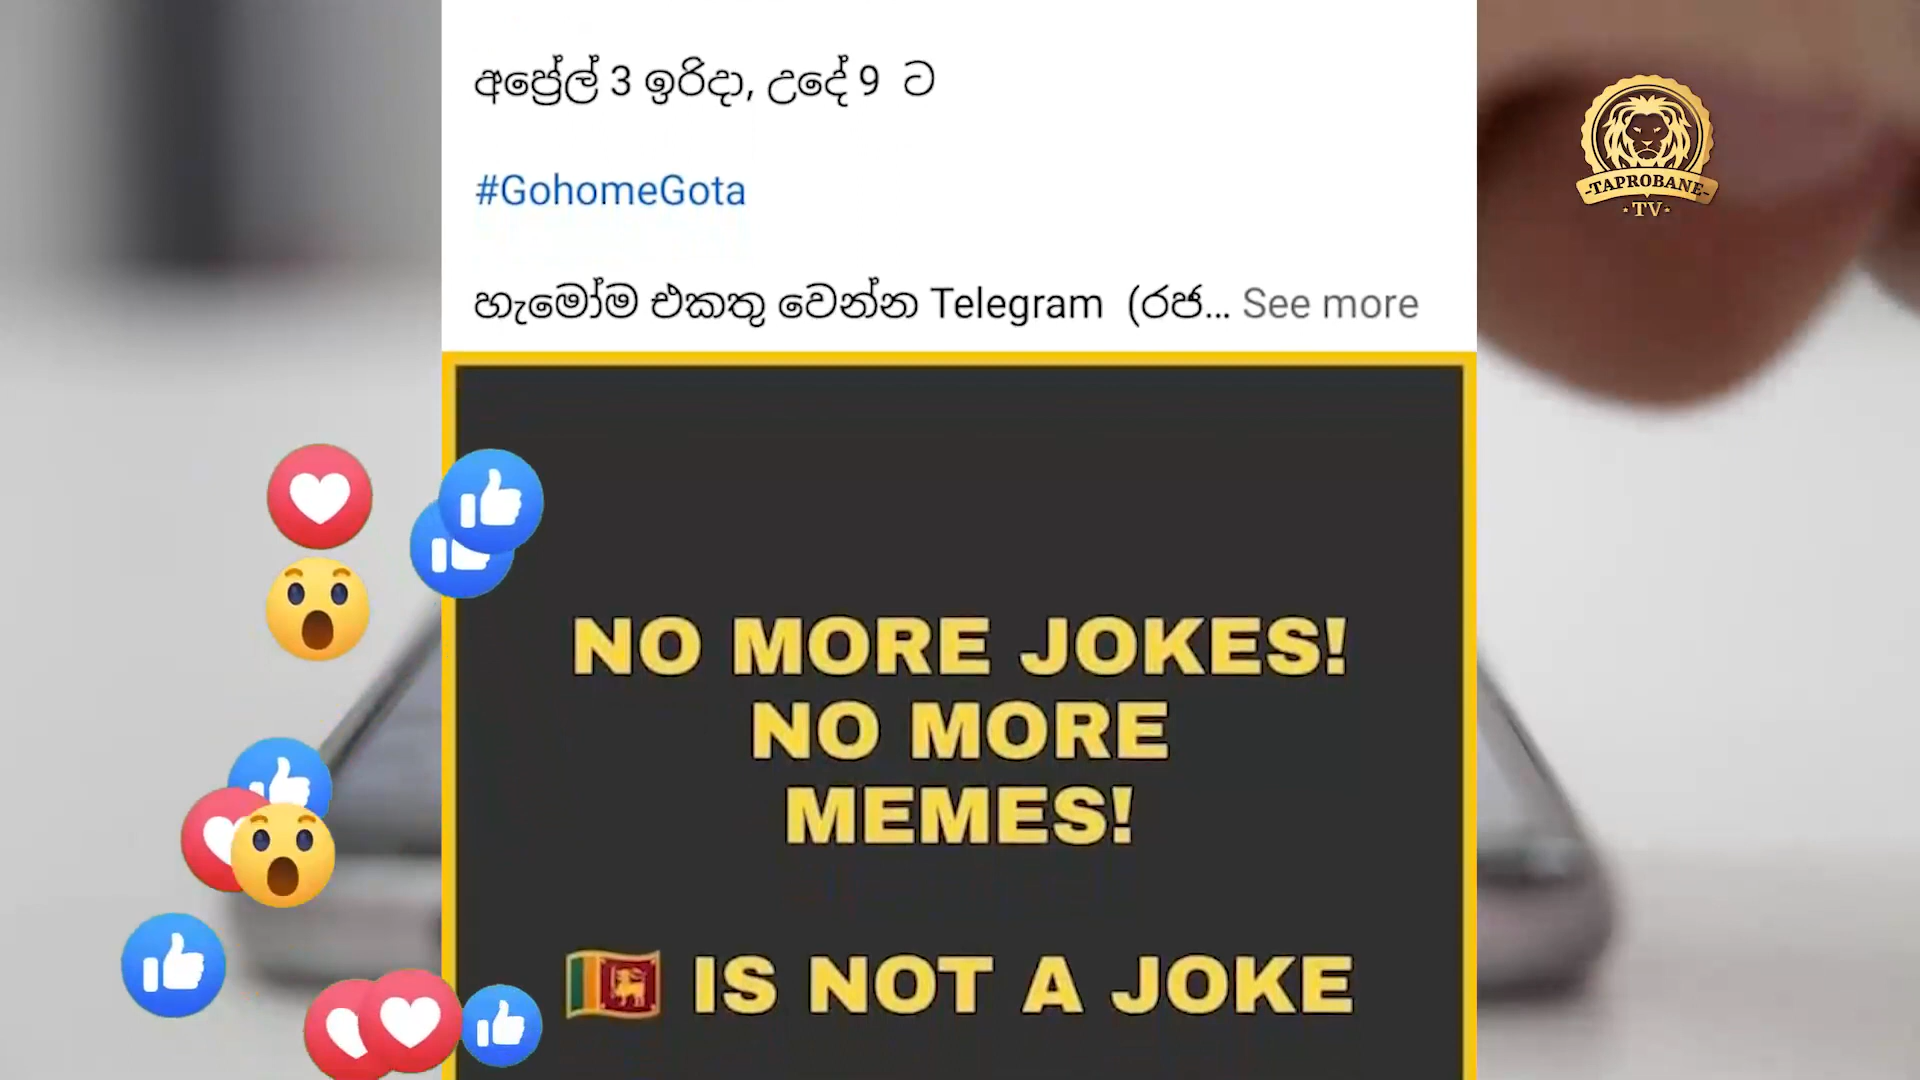 අප්‍රේල් 3 ඉරිදා, උදේ 9 ට
#GohomeGota
හැමෝම එකතු වෙන්න Telegram (රජ... See more
-TAPROBANE-
TV
NO MORE JOKES!
NO MORE
MEMES!
🇱🇰 IS NOT A JOKE